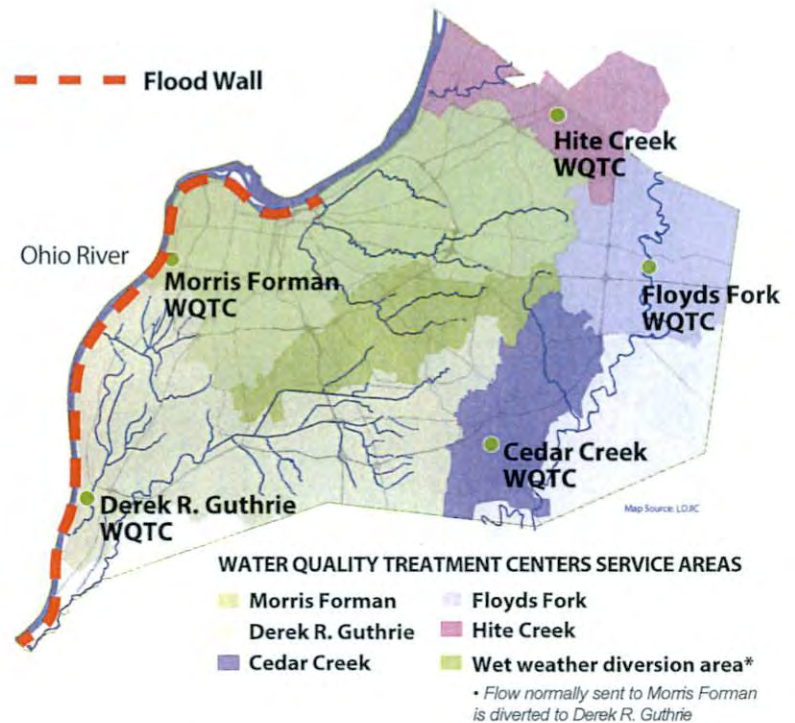 Flood Wall
Hite Creek
WQTC
Ohio River
Morris Forman
WQTC
Floyds Fork
WQTC
Cedar Creek
WQTC
Map Source: LOJIC
Derek R. Guthrie
WQTC
WATER QUALITY TREATMENT CENTERS SERVICE AREAS
Morris Forman
Floyds Fork
Derek R. Guthrie
Hite Creek
Cedar Creek
Wet weather diversion area*
• Flow normally sent to Morris Forman
is diverted to Derek R. Guthrie